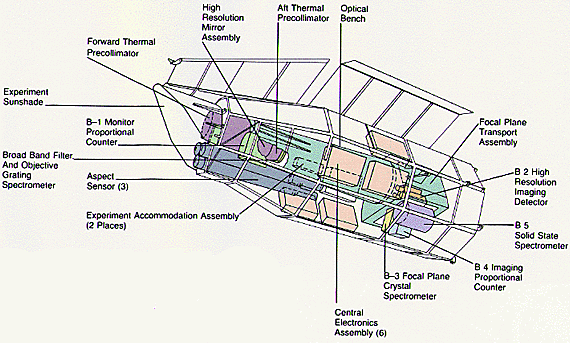 High
Resolution
Mirror
Assembly
Aft Thermal
Precollimator
Optical
Bench
Forward Thermal
Precollimator
Experiment
Sunshade
B-1 Monitor
Proportional
Counter
Focal Plane
Transport
Assembly
Broad Band Filter
And Objective
Grating
Spectrometer
Aspect
Sensor (3)
B 2 High
Resolution
Imaging
Detector
Experiment Accommodation Assembly
(2 Places)
B 5
Solid State
Spectrometer
B 4 Imaging
Proportional
Counter
B-3 Focal Plane
Crystal
Spectrometer
Central
Electronics
Assembly (6)